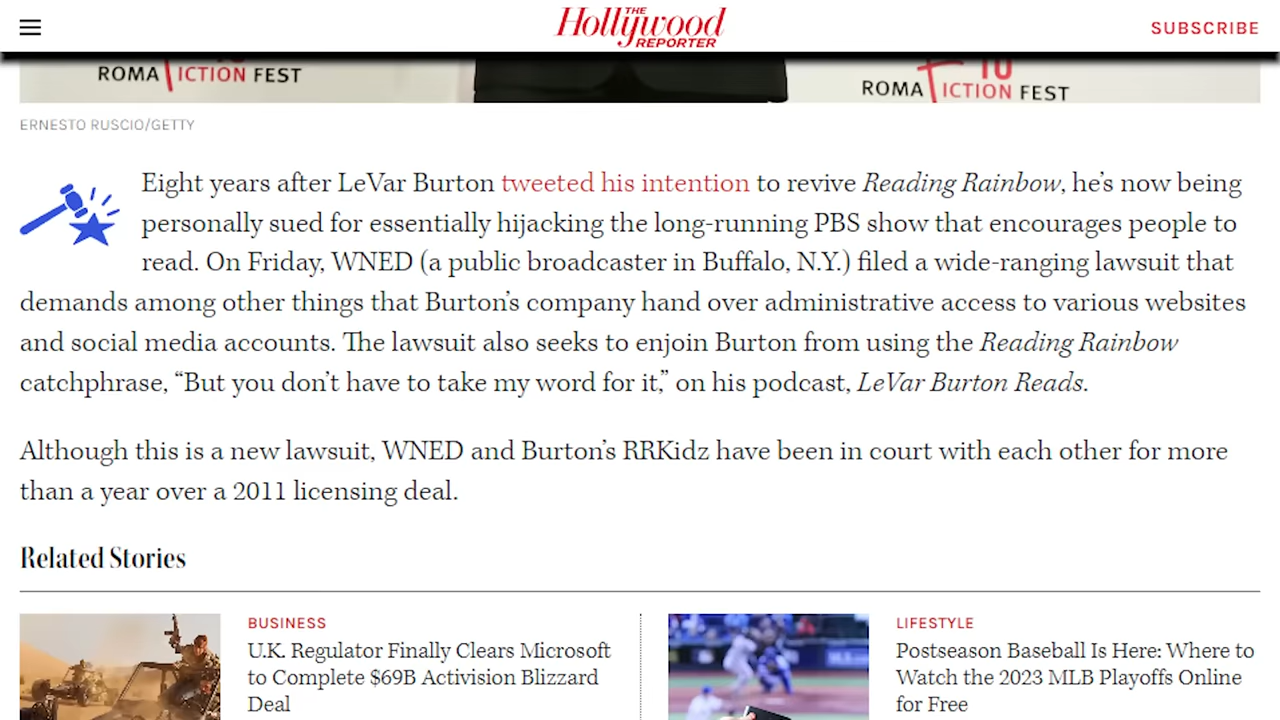 THE
Hollywood
REPORTER
SUBSCRIBE
ROMA FICTION FEST
10
ROMA FICTION FEST
ERNESTO RUSCIO/GETTY
Eight years after LeVar Burton tweeted his intention to revive Reading Rainbow, he’s now being
personally sued for essentially hijacking the long-running PBS show that encourages people to
read. On Friday, WNED (a public broadcaster in Buffalo, N.Y.) filed a wide-ranging lawsuit that
demands among other things that Burton’s company hand over administrative access to various websites
and social media accounts. The lawsuit also seeks to enjoin Burton from using the Reading Rainbow
catchphrase, “But you don’t have to take my word for it,” on his podcast, LeVar Burton Reads.
Although this is a new lawsuit, WNED and Burton’s RRKidz have been in court with each other for more
than a year over a 2011 licensing deal.
Related Stories
BUSINESS
U.K. Regulator Finally Clears Microsoft
to Complete $69B Activision Blizzard
Deal
LIFESTYLE
Postseason Baseball Is Here: Where to
Watch the 2023 MLB Playoffs Online
for Free